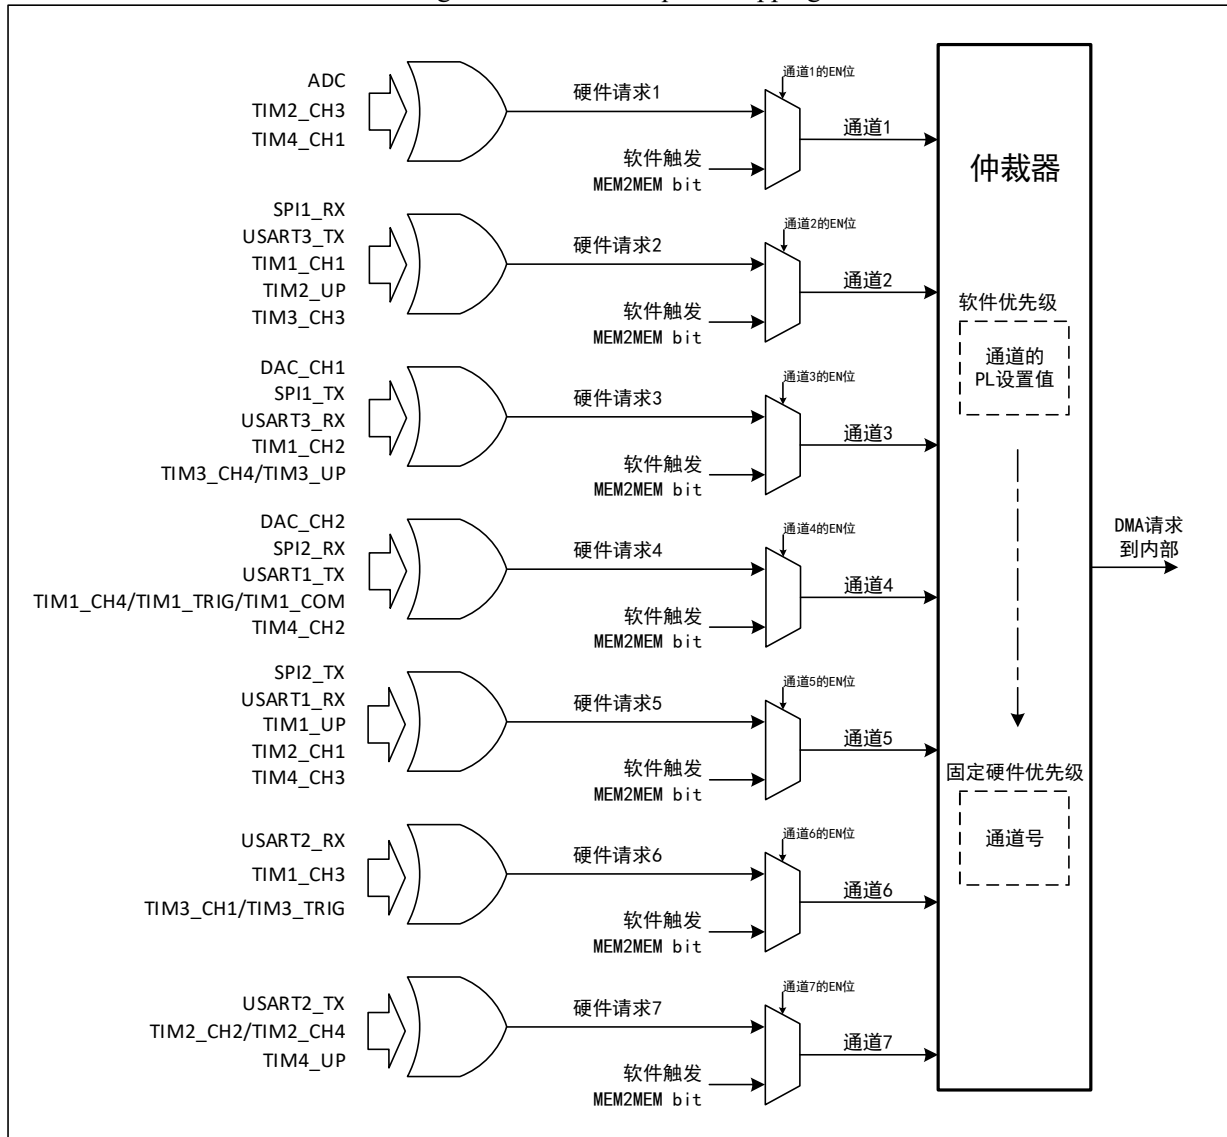 ADC
TIM2_CH3
TIM4_CH1
硬件请求1
通道1的EN位
软件触发
MEM2MEM bit
通道1
仲裁器
SPI1_RX
USART3_TX
TIM1_CH1
TIM2_UP
TIM3_CH3
硬件请求2
通道2的EN位
软件触发
MEM2MEM bit
通道2
软件优先级
通道的
PL设置值
DAC_CH1
SPI1_TX
USART3_RX
TIM1_CH2
TIM3_CH4/TIM3_UP
硬件请求3
通道3的EN位
软件触发
MEM2MEM bit
通道3
DAC_CH2
SPI2_RX
USART1_TX
TIM1_CH4/TIM1_TRIG/TIM1_COM
TIM4_CH2
硬件请求4
通道4的EN位
软件触发
MEM2MEM bit
通道4
DMA请求
到内部
SPI2_TX
USART1_RX
TIM1_UP
TIM2_CH1
TIM4_CH3
硬件请求5
通道5的EN位
软件触发
MEM2MEM bit
通道5
固定硬件优先级
通道号
USART2_RX
TIM1_CH3
TIM3_CH1/TIM3_TRIG
硬件请求6
通道6的EN位
软件触发
MEM2MEM bit
通道6
USART2_TX
TIM2_CH2/TIM2_CH4
TIM4_UP
硬件请求7
通道7的EN位
软件触发
MEM2MEM bit
通道7